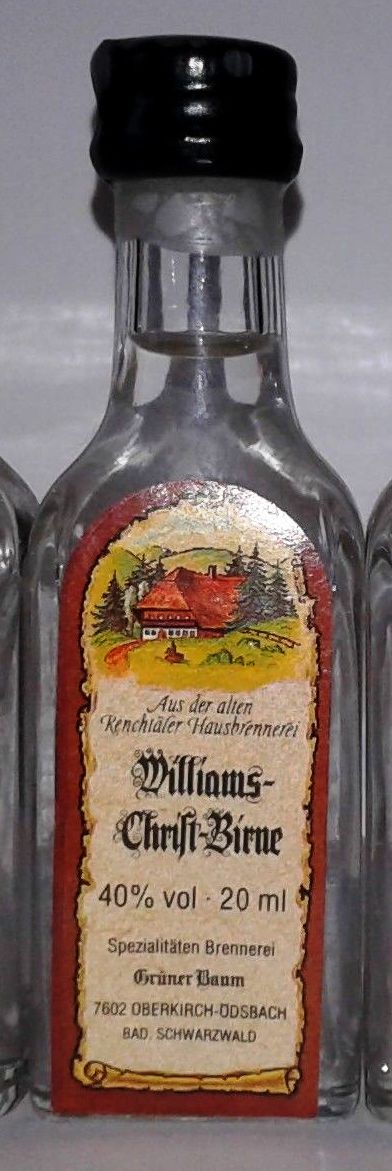 Aus der alten
Renchtäler Hausbrennerei
Williams-
Christ-Birne
40% vol · 20 ml
Spezialitäten Brennerei
Grüner Baum
7602 OBERKIRCH-ÖDSBACH
BAD. SCHWARZWALD